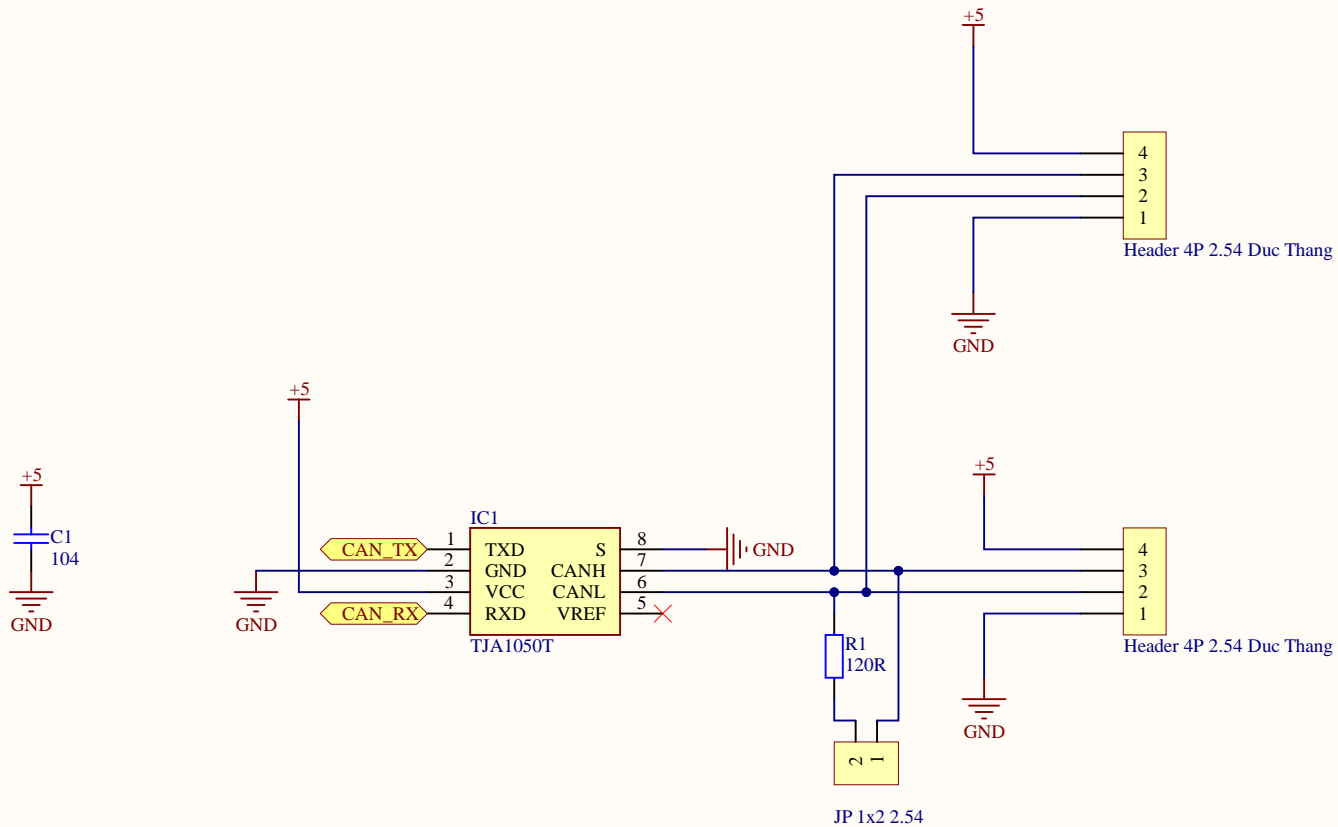 +5
4
3
2
1
Header 4P 2.54 Duc Thang
GND
+5
+5
C1
104
GND
GND
CAN_TX
CAN_RX
IC1
1 TXD S 8
2 GND CANH 7
3 VCC CANL 6
4 RXD VREF 5
TJA1050T
GND
+5
4
3
2
1
Header 4P 2.54 Duc Thang
GND
R1
120R
2 1
JP 1x2 2.54